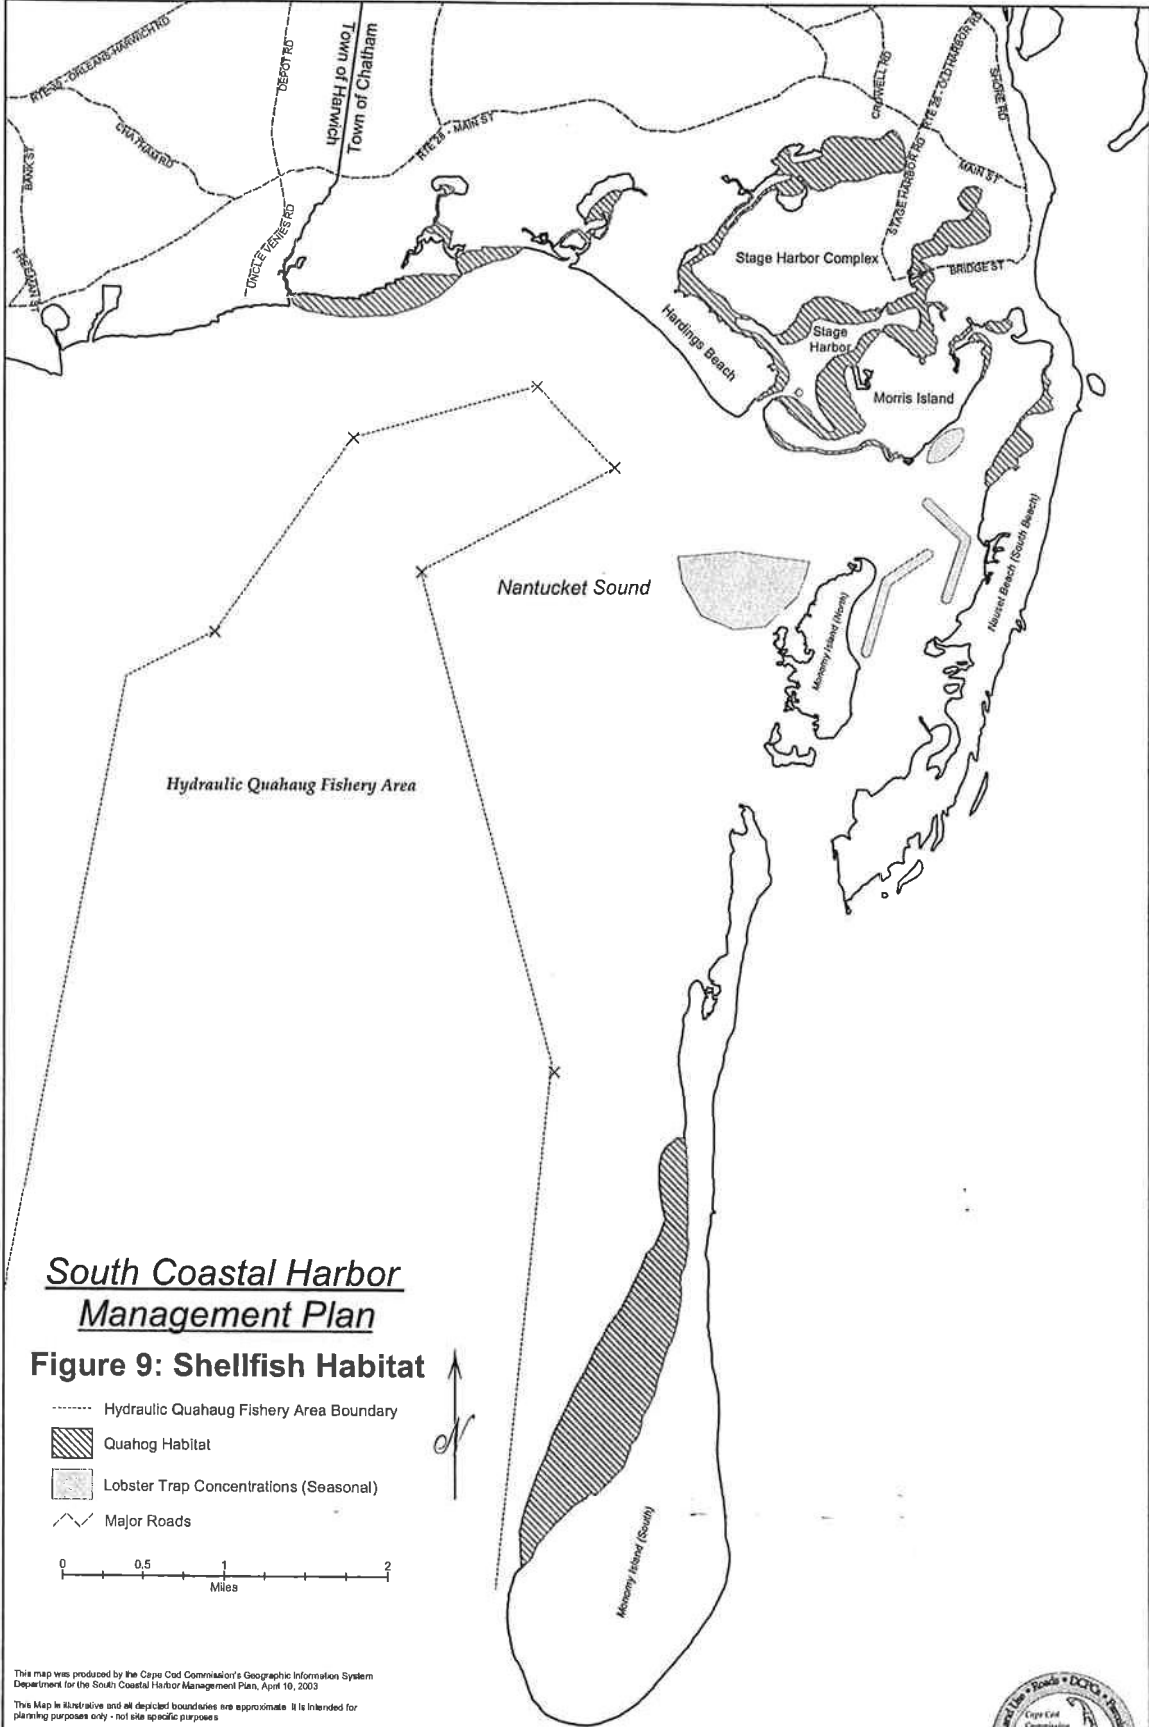 RTE 39 - ORLEANS-HARWICH RD
DEPOT RD
Town of Harwich
Town of Chatham
CHATHAM RD
BANK ST
FREEMAN ST
UNCLE VENIES RD
RTE 28 - MAIN ST
CROWELL RD
RTE 28 - OLD HARBOR RD
SHORE RD
STAGE HARBOR RD
MAIN ST
BRIDGE ST
Stage Harbor Complex
Hardings Beach
Stage
Harbor
Morris Island
Nantucket Sound
Monomy Island (North)
Nauset Beach (South Beach)
Hydraulic Quahaug Fishery Area
Monomy Island (South)
South Coastal Harbor
Management Plan
Figure 9: Shellfish Habitat
Hydraulic Quahaug Fishery Area Boundary
Quahog Habitat
Lobster Trap Concentrations (Seasonal)
Major Roads
N
0 0.5 1 2
Miles
This map was produced by the Cape Cod Commission's Geographic Information System
Department for the South Coastal Harbor Management Plan, April 10, 2003
This Map is illustrative and all depicted boundaries are approximate. It is intended for
planning purposes only - not site specific purposes
Use • Roads • DCPCs •
Cape Cod
Commission